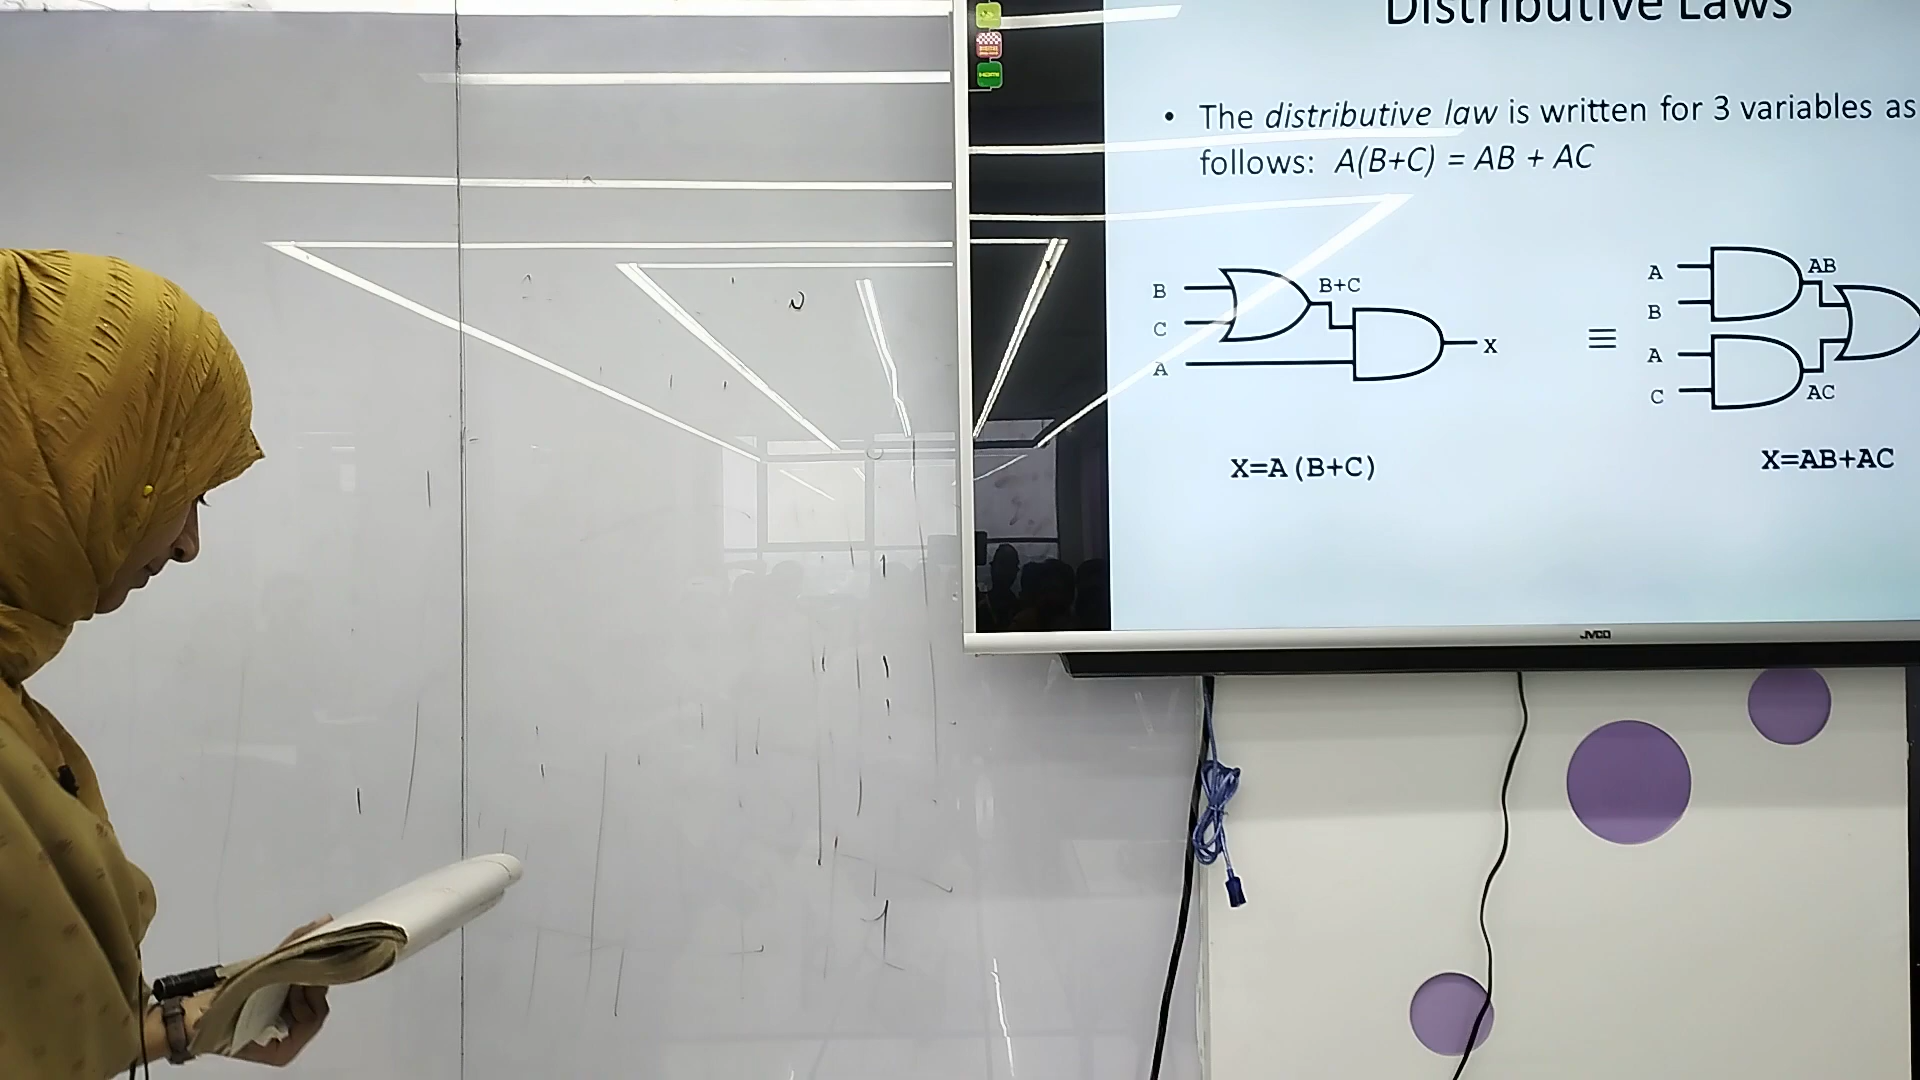 Distributive Laws
• The distributive law is written for 3 variables as
follows: A(B+C) = AB + AC
B
C
A
B+C
X
≡
A
B
A
C
AB
AC
X=A(B+C)
X=AB+AC
JVCO
HDMI